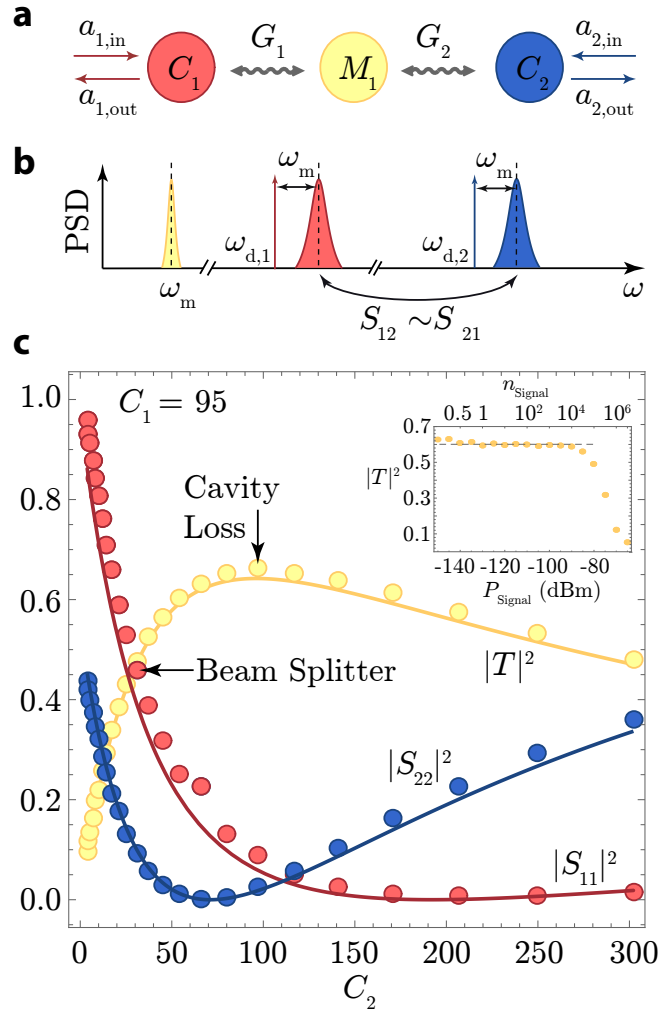 a
a1,in G1 G2 a2,in
C1 M1 C2
a1,out a2,out
b
PSD
ωm ωm
ωd,1 ωd,2
ωm ω
S12 ~S 21
c
C1 = 95
nSignal
0.5 1 10² 10⁴ 10⁶
0.7
|T|² 0.5
0.3
0.1
-140 -120 -100 -80
PSignal (dBm)
Cavity
Loss
Beam Splitter
|T|²
|S22|²
|S11|²
1.0
0.8
0.6
0.4
0.2
0.0
0 50 100 150 200 250 300
C2